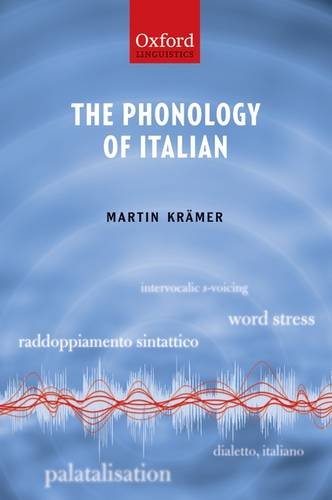 Oxford
LINGUISTICS
THE PHONOLOGY
OF ITALIAN
MARTIN KRÄMER
intervocalic s-voicing
word stress
raddoppiamento sintattico
dialetto, italiano
palatalisation